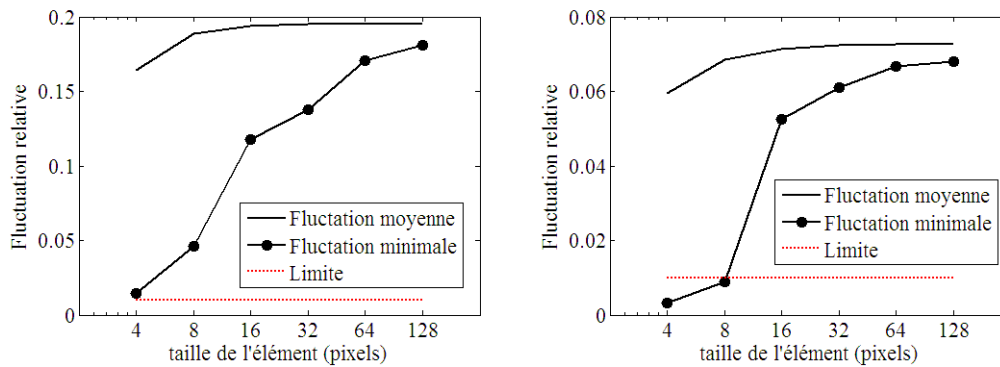 0.2
0.15
0.1
0.05
0
Fluctuation relative
4 8 16 32 64 128
taille de l'élément (pixels)
Fluctation moyenne
Fluctation minimale
Limite
0.08
0.06
0.04
0.02
0
Fluctuation relative
4 8 16 32 64 128
taille de l'élément (pixels)
Fluctation moyenne
Fluctation minimale
Limite